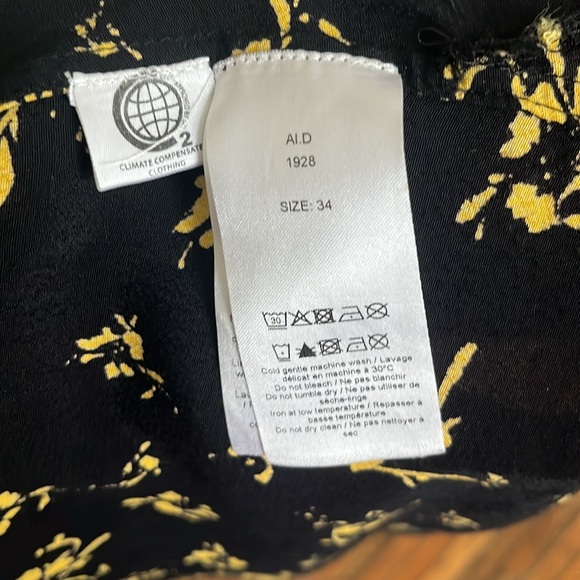 2
CLIMATE COMPENSATE
CLOTHING
AI.D
1928
SIZE: 34
30
Cold gentle machine wash / Lavage
délicat en machine à 30°C
Do not bleach / Ne pas blanchir
Do not tumble dry / Ne pas utiliser de
sèche-linge
Iron at low temperature / Repasser à
basse température
Do not dry clean / Ne pas nettoyer à
sec